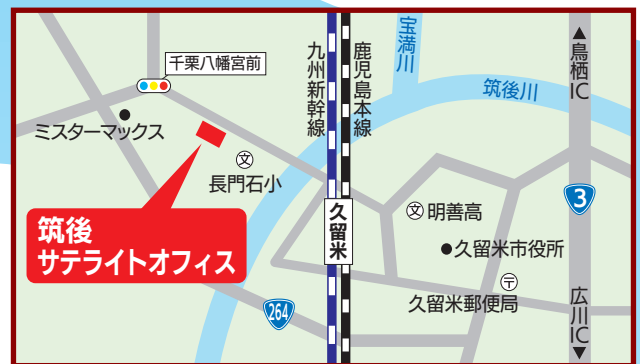 千栗八幡宮前
ミスターマックス
長門石小
文
筑後
サテライトオフィス
九州新幹線
鹿児島本線
久留米
宝満川
筑後川
文
明善高
久留米市役所
〒
久留米郵便局
264
3
▲鳥栖IC
広川IC▼